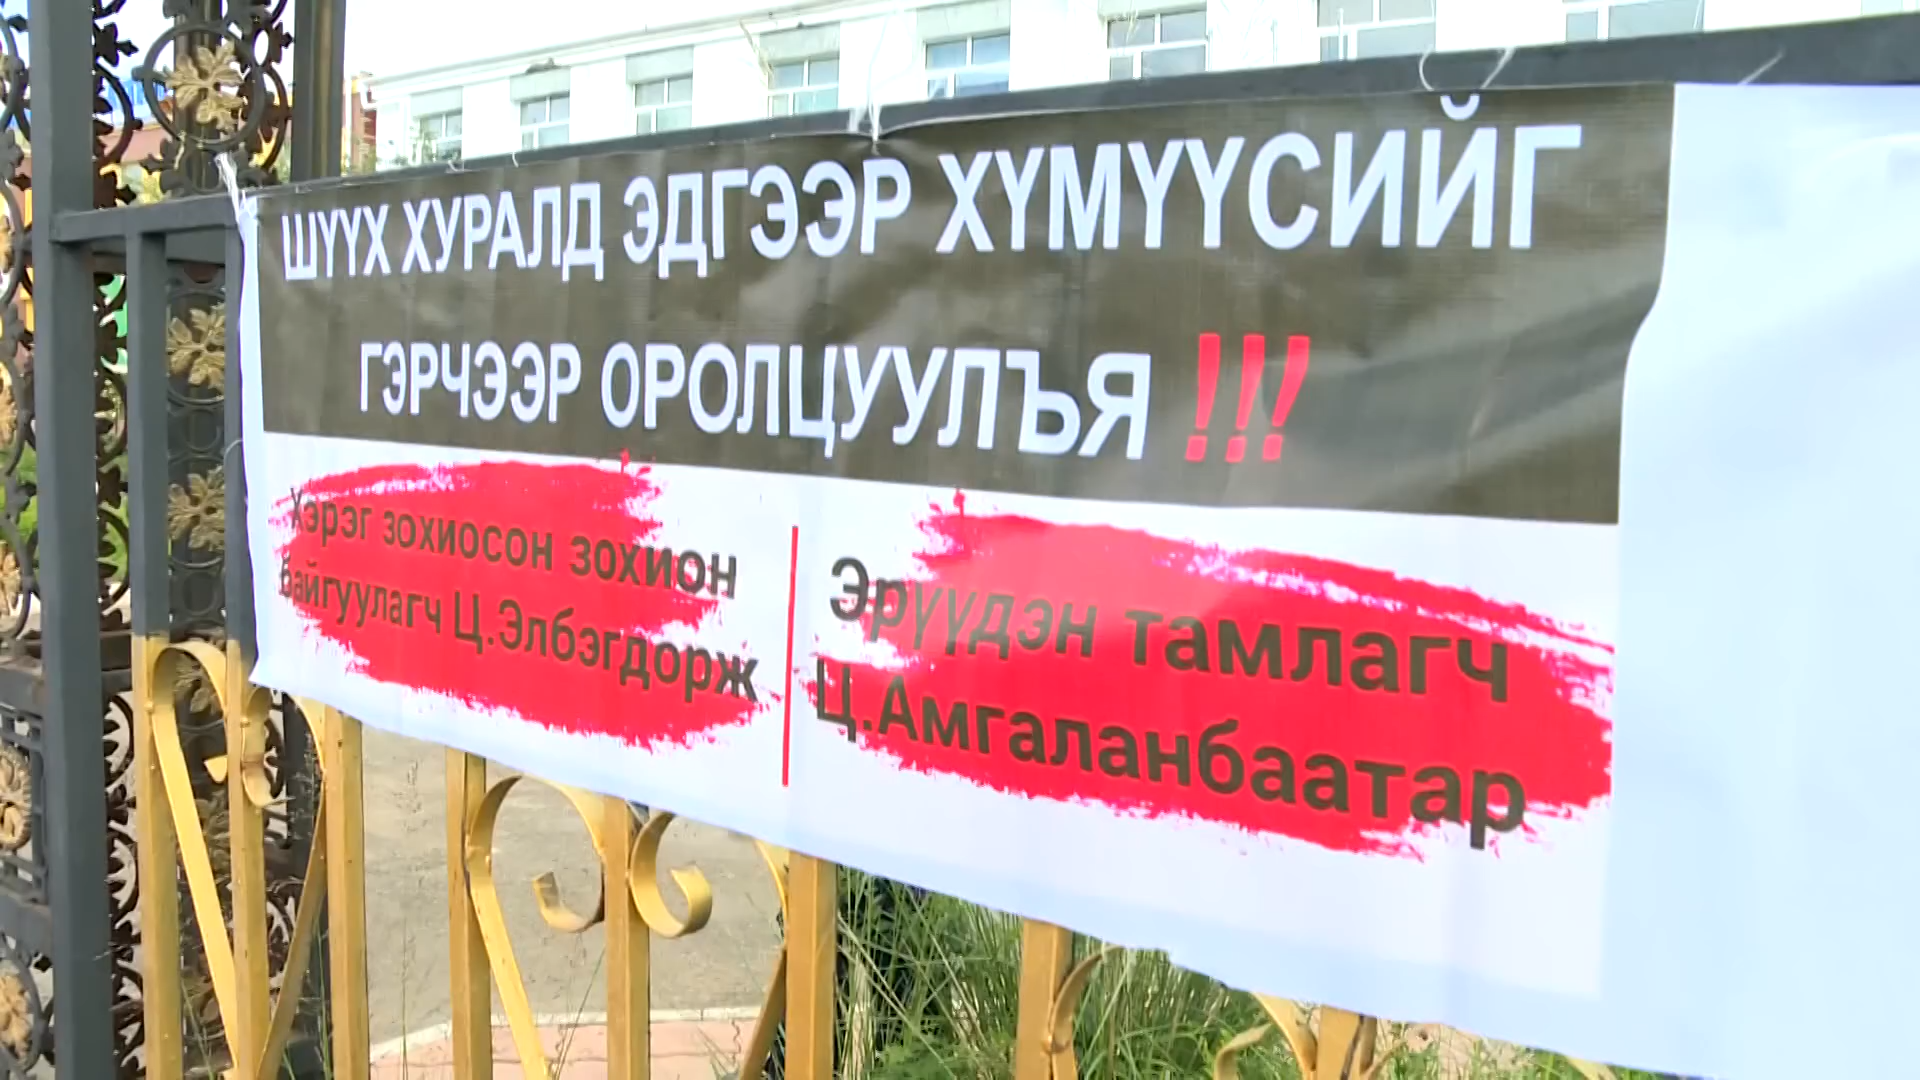 ШҮҮХ ХУРАЛД ЭДГЭЭР ХҮМҮҮСИЙГ
ГЭРЧЭЭР ОРОЛЦУУЛЪЯ !!!
Хэрэг зохиосон зохион
байгуулагч Ц.Элбэгдорж
Эрүүдэн тамлагч
Ц.Амгаланбаатар